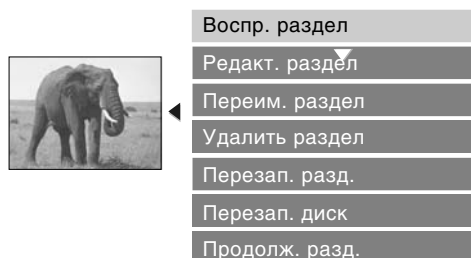 Воспр. раздел
Редакт. раздел
Переим. раздел
Удалить раздел
Перезап. разд.
Перезап. диск
Продолж. разд.